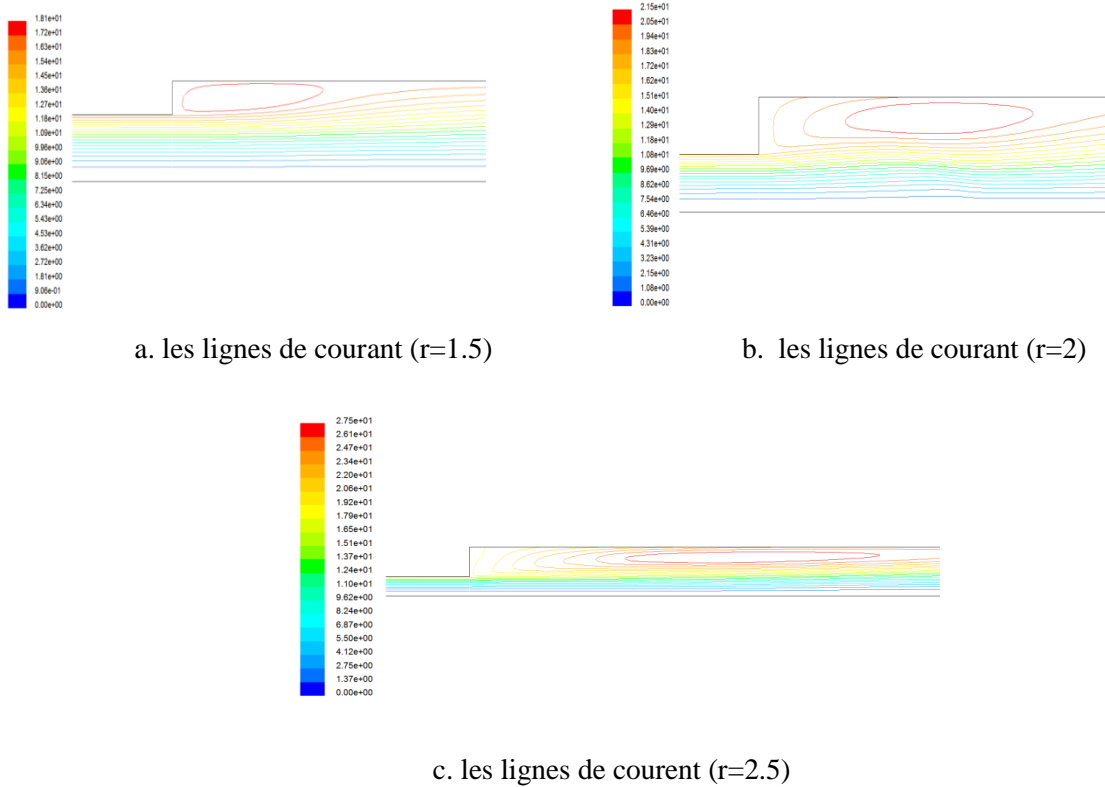 1.81e+01
1.72e+01
1.63e+01
1.54e+01
1.45e+01
1.36e+01
1.27e+01
1.18e+01
1.09e+01
9.96e+00
9.06e+00
8.15e+00
7.25e+00
6.34e+00
5.43e+00
4.53e+00
3.62e+00
2.72e+00
1.81e+00
9.06e-01
0.00e+00
2.15e+01
2.05e+01
1.94e+01
1.83e+01
1.72e+01
1.62e+01
1.51e+01
1.40e+01
1.29e+01
1.18e+01
1.08e+01
9.69e+00
8.62e+00
7.54e+00
6.46e+00
5.39e+00
4.31e+00
3.23e+00
2.15e+00
1.08e+00
0.00e+00
a. les lignes de courant (r=1.5)
b. les lignes de courant (r=2)
2.75e+01
2.61e+01
2.47e+01
2.34e+01
2.20e+01
2.06e+01
1.92e+01
1.79e+01
1.65e+01
1.51e+01
1.37e+01
1.24e+01
1.10e+01
9.62e+00
8.24e+00
6.87e+00
5.50e+00
4.12e+00
2.75e+00
1.37e+00
0.00e+00
c. les lignes de courent (r=2.5)